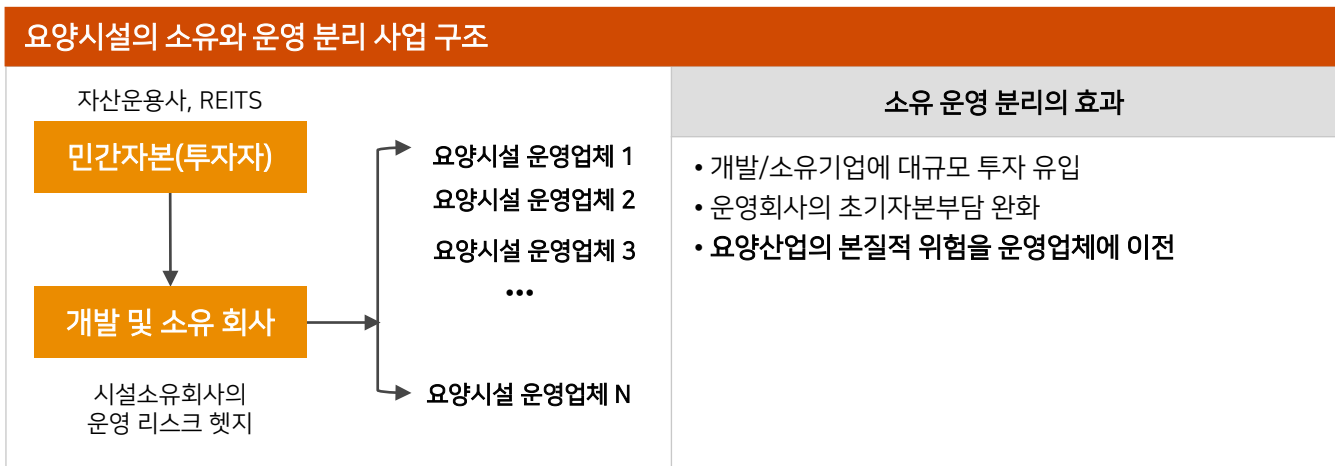 요양시설의 소유와 운영 분리 사업 구조
자산운용사, REITS
민간자본(투자자)
개발 및 소유 회사
시설소유회사의
운영 리스크 헷지
요양시설 운영업체 1
요양시설 운영업체 2
요양시설 운영업체 3
•••
요양시설 운영업체 N
소유 운영 분리의 효과
• 개발/소유기업에 대규모 투자 유입
• 운영회사의 초기자본부담 완화
• 요양산업의 본질적 위험을 운영업체에 이전